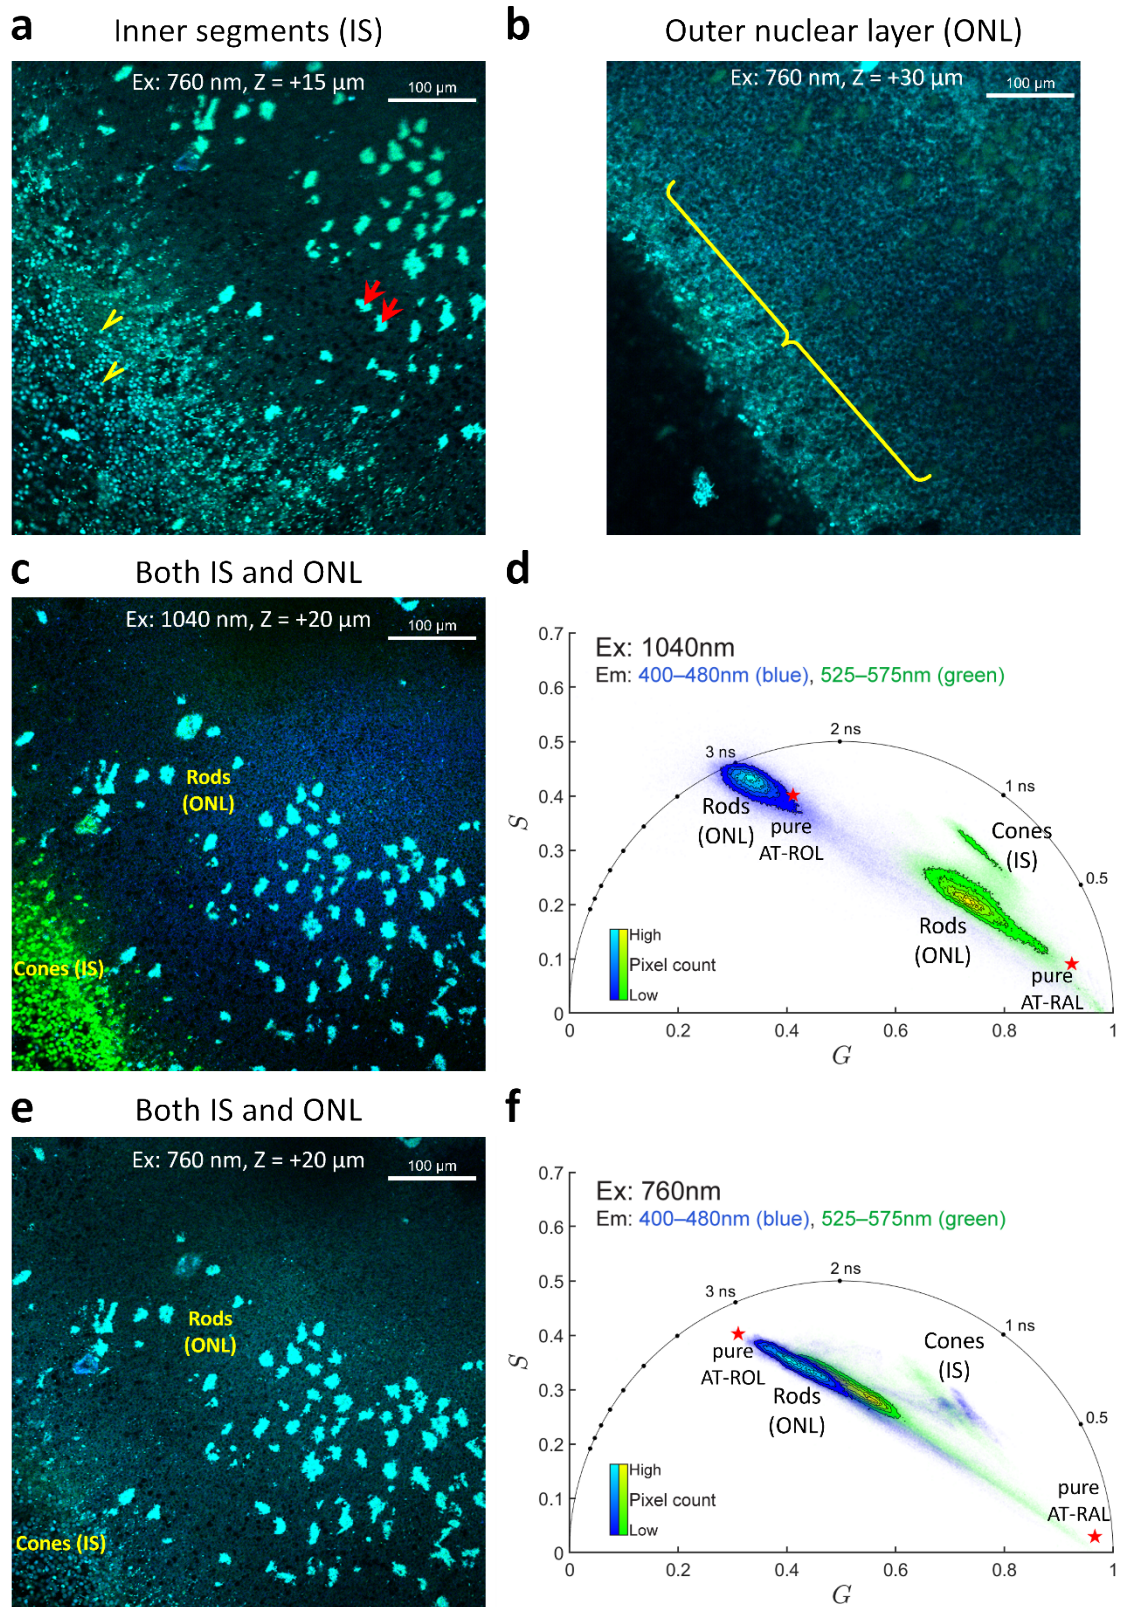 a
Inner segments (IS)
Ex: 760 nm, Z = +15 µm
100 µm
b
Outer nuclear layer (ONL)
Ex: 760 nm, Z = +30 µm
100 µm
c
Both IS and ONL
Ex: 1040 nm, Z = +20 µm
100 µm
Rods
(ONL)
Cones (IS)
d
Ex: 1040nm
Em: 400–480nm (blue), 525–575nm (green)
0.7
0.6
0.5
0.4
0.3
0.2
0.1
0
S
3 ns
2 ns
1 ns
0.5
Rods
(ONL)
pure
AT-ROL
Cones
(IS)
Rods
(ONL)
pure
AT-RAL
High
Pixel count
Low
0
0.2
0.4
0.6
0.8
1
G
e
Both IS and ONL
Ex: 760 nm, Z = +20 µm
100 µm
Rods
(ONL)
Cones (IS)
f
Ex: 760nm
Em: 400–480nm (blue), 525–575nm (green)
0.7
0.6
0.5
0.4
0.3
0.2
0.1
0
S
3 ns
2 ns
1 ns
0.5
pure
AT-ROL
Rods
(ONL)
Cones
(IS)
pure
AT-RAL
High
Pixel count
Low
0
0.2
0.4
0.6
0.8
1
G